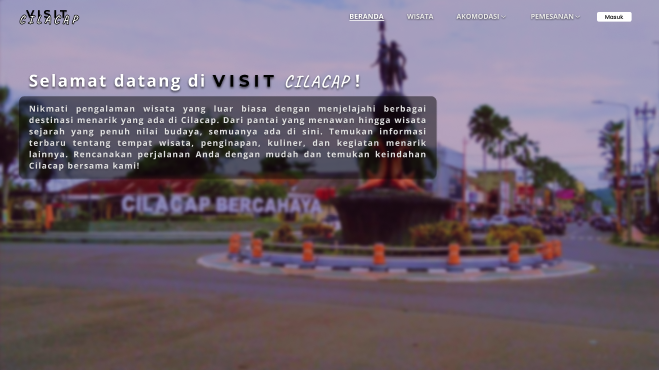 VISIT
CILACAP
BERANDA WISATA AKOMODASI PEMESANAN Masuk
Selamat datang di VISIT CILACAP !
Nikmati pengalaman wisata yang luar biasa dengan menjelajahi berbagai
destinasi menarik yang ada di Cilacap. Dari pantai yang menawan hingga wisata
sejarah yang penuh nilai budaya, semuanya ada di sini. Temukan informasi
terbaru tentang tempat wisata, penginapan, kuliner, dan kegiatan menarik
lainnya. Rencanakan perjalanan Anda dengan mudah dan temukan keindahan
Cilacap bersama kami!
CILACAP BERCAHAYA